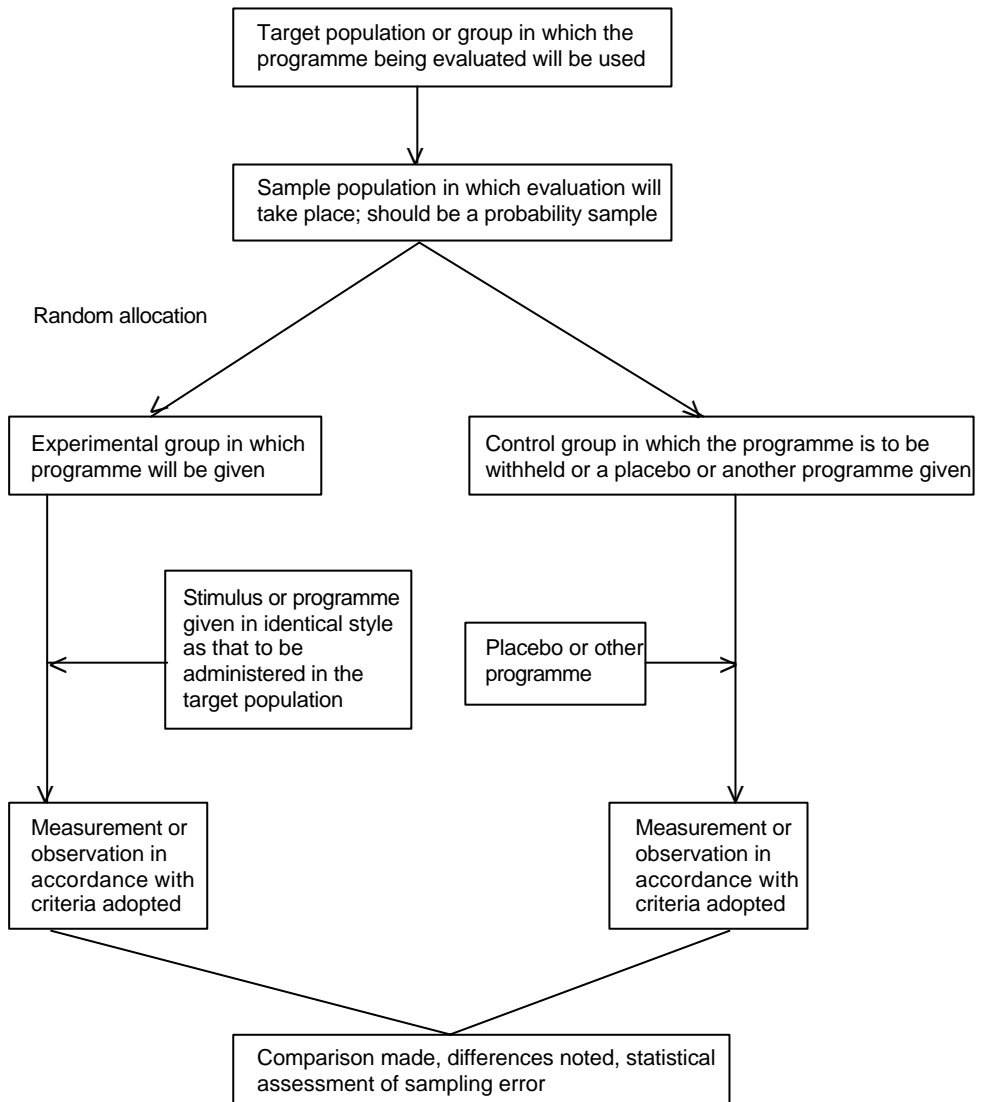 Target population or group in which the
programme being evaluated will be used
Sample population in which evaluation will
take place; should be a probability sample
Random allocation
Experimental group in which
programme will be given
Control group in which the programme is to be
withheld or a placebo or another programme given
Stimulus or programme
given in identical style
as that to be
administered in the
target population
Placebo or other
programme
Measurement or
observation in
accordance with
criteria adopted
Measurement or
observation in
accordance with
criteria adopted
Comparison made, differences noted, statistical
assessment of sampling error